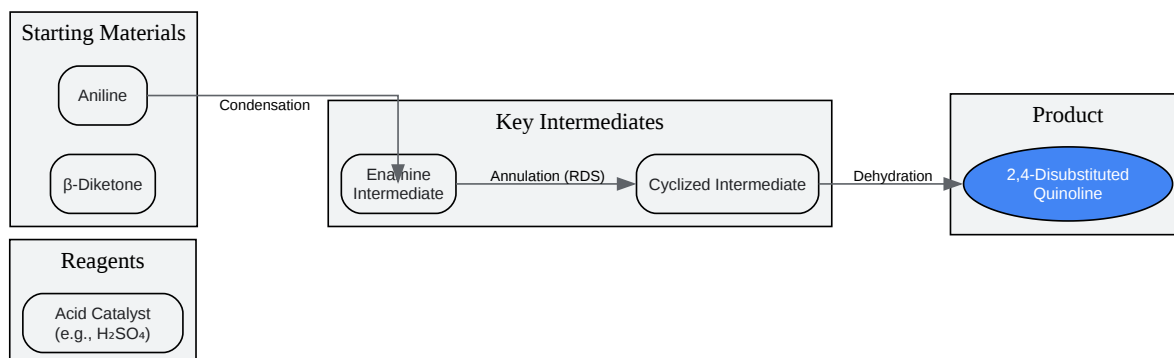 Starting Materials
Aniline
β-Diketone
Condensation
Reagents
Acid Catalyst
(e.g., H₂SO₄)
Key Intermediates
Enamine
Intermediate
Annulation (RDS)
Cyclized Intermediate
Dehydration
Product
2,4-Disubstituted
Quinoline